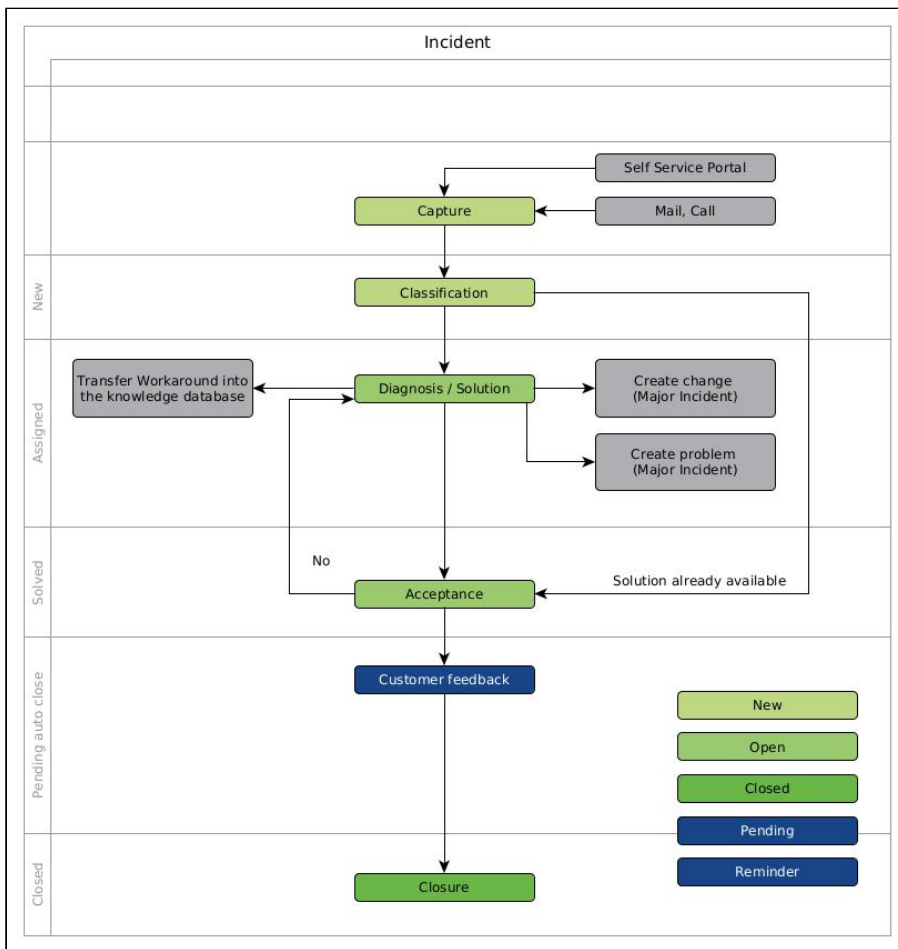 Incident
Self Service Portal
Capture
Mail, Call
New
Classification
Assigned
Transfer Workaround into
the knowledge database
Diagnosis / Solution
Create change
(Major Incident)
Create problem
(Major Incident)
Solved
No
Solution already available
Acceptance
Pending auto close
Customer feedback
New
Open
Closed
Pending
Reminder
Closed
Closure